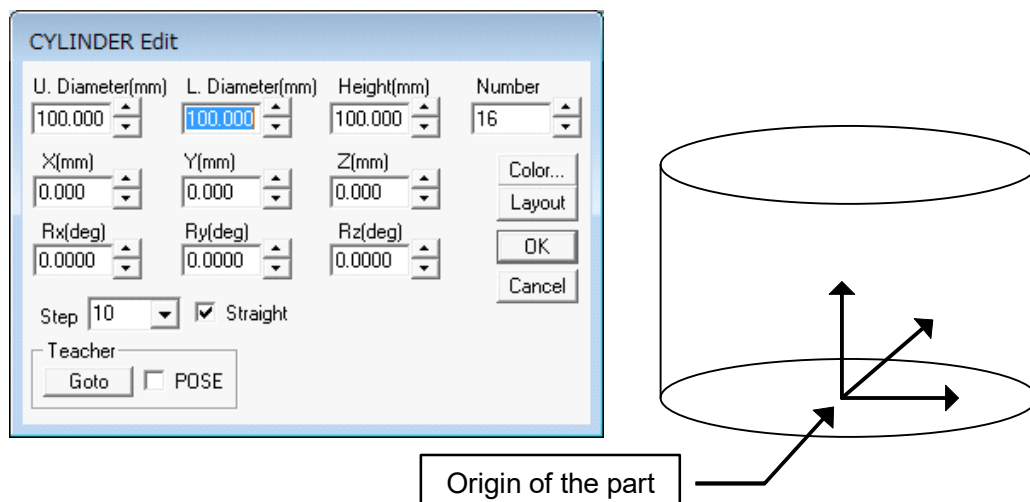 CYLINDER Edit
U. Diameter(mm) L. Diameter(mm) Height(mm) Number
100.000 100.000 100.000 16
X(mm) Y(mm) Z(mm)
0.000 0.000 0.000
Color...
Layout
Rx(deg) Ry(deg) Rz(deg)
0.0000 0.0000 0.0000
OK
Cancel
Step 10 Straight
Teacher
Goto POSE
Origin of the part